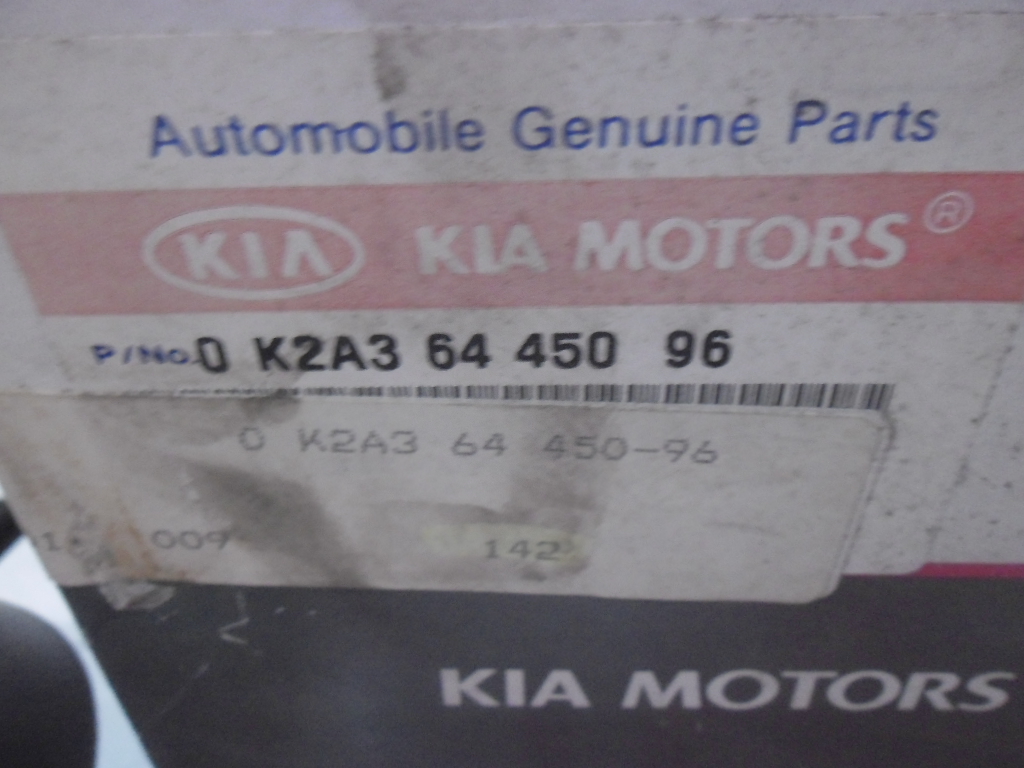 Automobile Genuine Parts
KIA KIA MOTORS ®
P/No. 0 K2A3 64 450 96
0 K2A3 64 450-96
1 009 142
KIA MOTORS